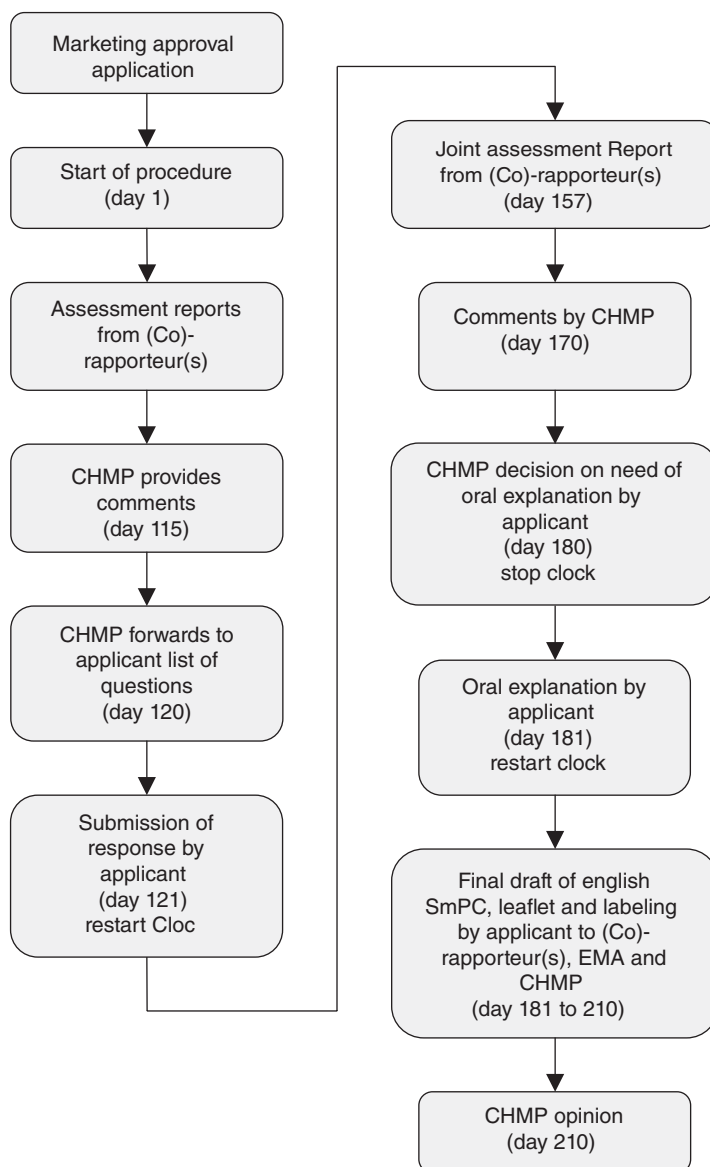 Marketing approval
application
Start of procedure
(day 1)
Assessment reports
from (Co)-
rapporteur(s)
CHMP provides
comments
(day 115)
CHMP forwards to
applicant list of
questions
(day 120)
Submission of
response by
applicant
(day 121)
restart Cloc
Joint assessment Report
from (Co)-rapporteur(s)
(day 157)
Comments by CHMP
(day 170)
CHMP decision on need of
oral explanation by
applicant
(day 180)
stop clock
Oral explanation by
applicant
(day 181)
restart clock
Final draft of english
SmPC, leaflet and labeling
by applicant to (Co)-
rapporteur(s), EMA and
CHMP
(day 181 to 210)
CHMP opinion
(day 210)